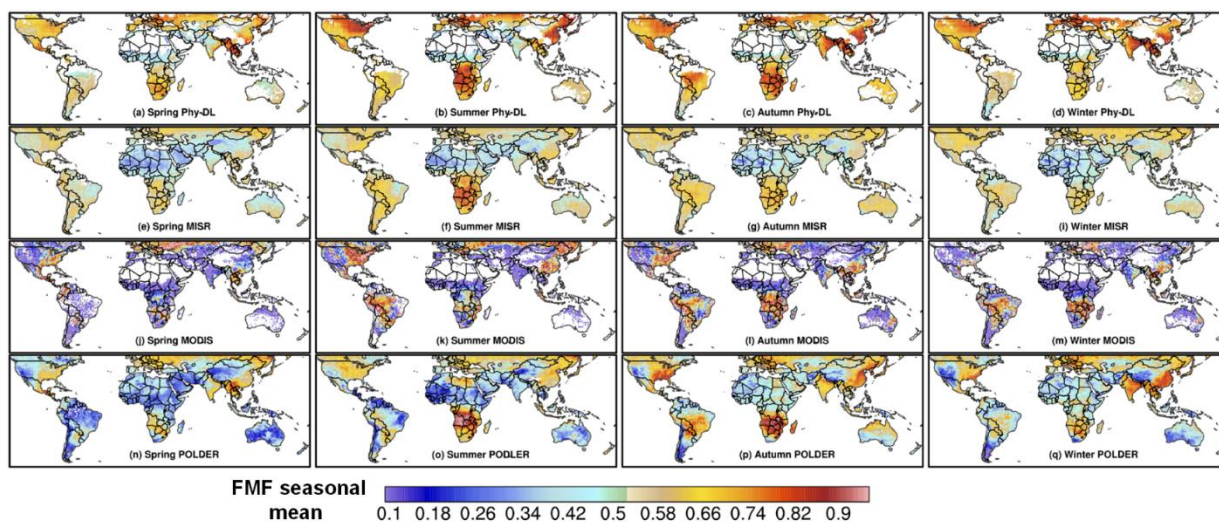 (a) Spring Phy-DL
(b) Summer Phy-DL
(c) Autumn Phy-DL
(d) Winter Phy-DL
(e) Spring MISR
(f) Summer MISR
(g) Autumn MISR
(i) Winter MISR
(j) Spring MODIS
(k) Summer MODIS
(l) Autumn MODIS
(m) Winter MODIS
(n) Spring POLDER
(o) Summer PODLER
(p) Autumn POLDER
(q) Winter POLDER
FMF seasonal
mean
0.1 0.18 0.26 0.34 0.42 0.5 0.58 0.66 0.74 0.82 0.9